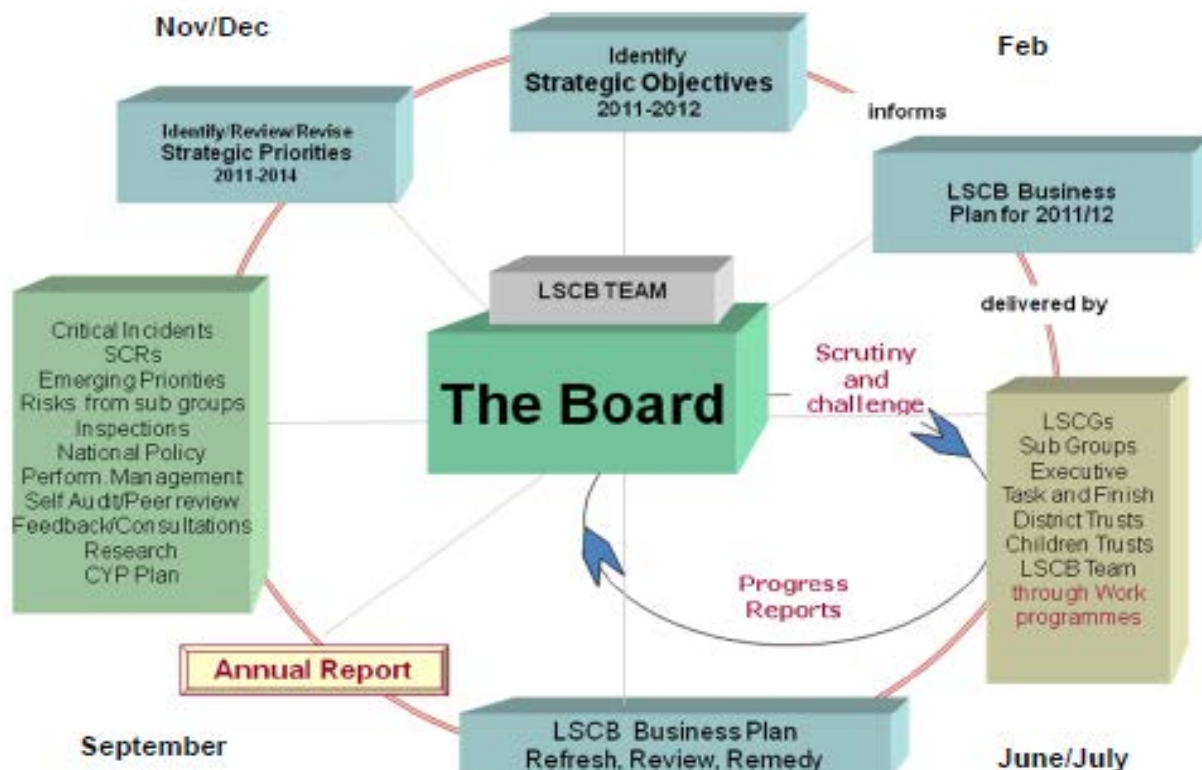 Nov/Dec
Identify
Strategic Objectives
2011-2012
Feb
informs
Identify/Review/Revise
Strategic Priorities
2011-2014
LSCB Business
Plan for 2011/12
LSCB TEAM
The Board
delivered by
Scrutiny
and
challenge
Critical Incidents
SCRs
Emerging Priorities
Risks from sub groups
Inspections
National Policy
Perform. Management
Self Audit/Peer review
Feedback/Consultations
Research
CYP Plan
LSCGs
Sub Groups
Executive
Task and Finish
District Trusts
Children Trusts
LSCB Team
through Work
programmes
Progress
Reports
Annual Report
LSCB Business Plan
Refresh, Review, Remedy
September
June/July